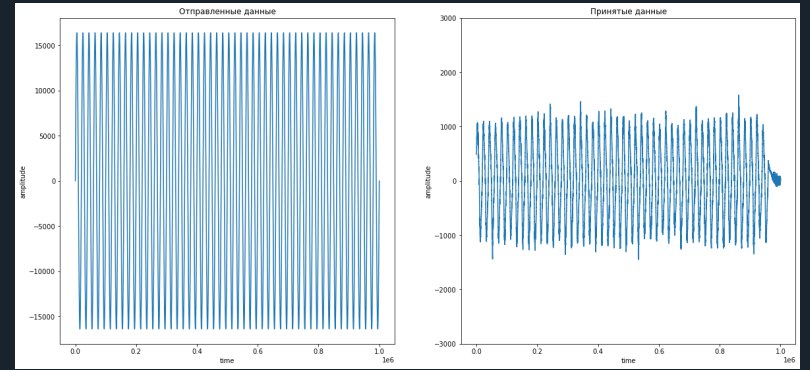 Отправленные данные
15000
10000
5000
0
−5000
−10000
−15000
amplitude
0.0 0.2 0.4 0.6 0.8 1.0
time
1e6
Принятые данные
3000
2000
1000
0
−1000
−2000
−3000
amplitude
0.0 0.2 0.4 0.6 0.8 1.0
time
1e6